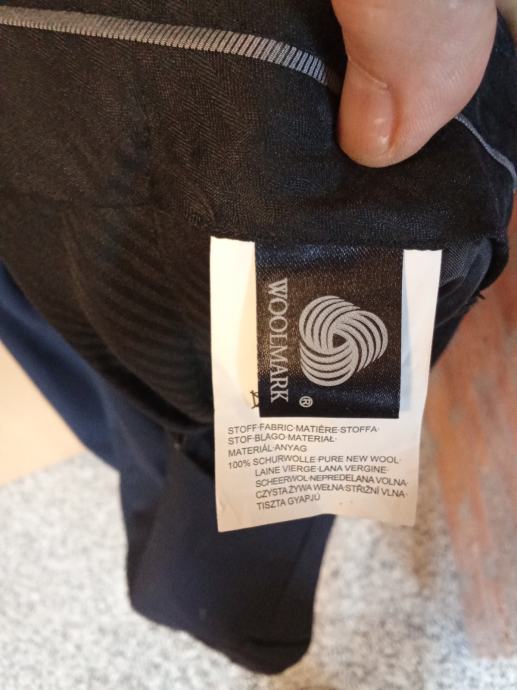 WOOLMARK
®
STOFF·FABRIC·MATIÈRE·STOFFA·
STOF·BLAGO·MATERIAŁ·
MATERIÁL·ANYAG
100% SCHURWOLLE·PURE NEW WOOL·
LAINE VIERGE·LANA VERGINE·
SCHEERWOL·NEPREDELANA VOLNA·
CZYSTA ŻYWA WEŁNA·STŘIŽNÍ VLNA·
TISZTA GYAPJÚ